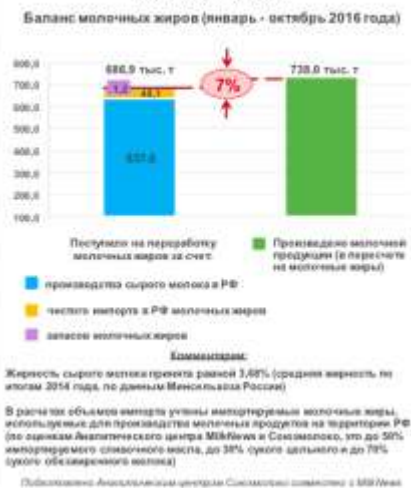 Баланс молочных жиров (январь - октябрь 2016 года)
800,0
700,0
600,0
500,0
400,0
300,0
200,0
100,0
686,9 тыс. т
738,0 тыс. т
7%
1,2
48,1
637,6
Поступило на переработку
молочных жиров за счет:
Произведено молочной
продукции (в пересчете
на молочные жиры)
производства сырого молока в РФ
чистого импорта в РФ молочных жиров
запасов молочных жиров
Комментарии:
Жирность сырого молока принята равной 3,68% (средняя жирность по
итогам 2014 года, по данным Минсельхоза России)
В расчетах объемов импорта учтены импортируемые молочные жиры,
используемые для производства молочных продуктов на территории РФ
(по оценкам Аналитического центра MilkNews и Союзмолоко, это до 50%
импортируемого сливочного масла, до 30% сухого цельного и до 70%
сухого обезжиренного молока)
Подготовлено Аналитическим центром Союзмолоко совместно с MilkNews